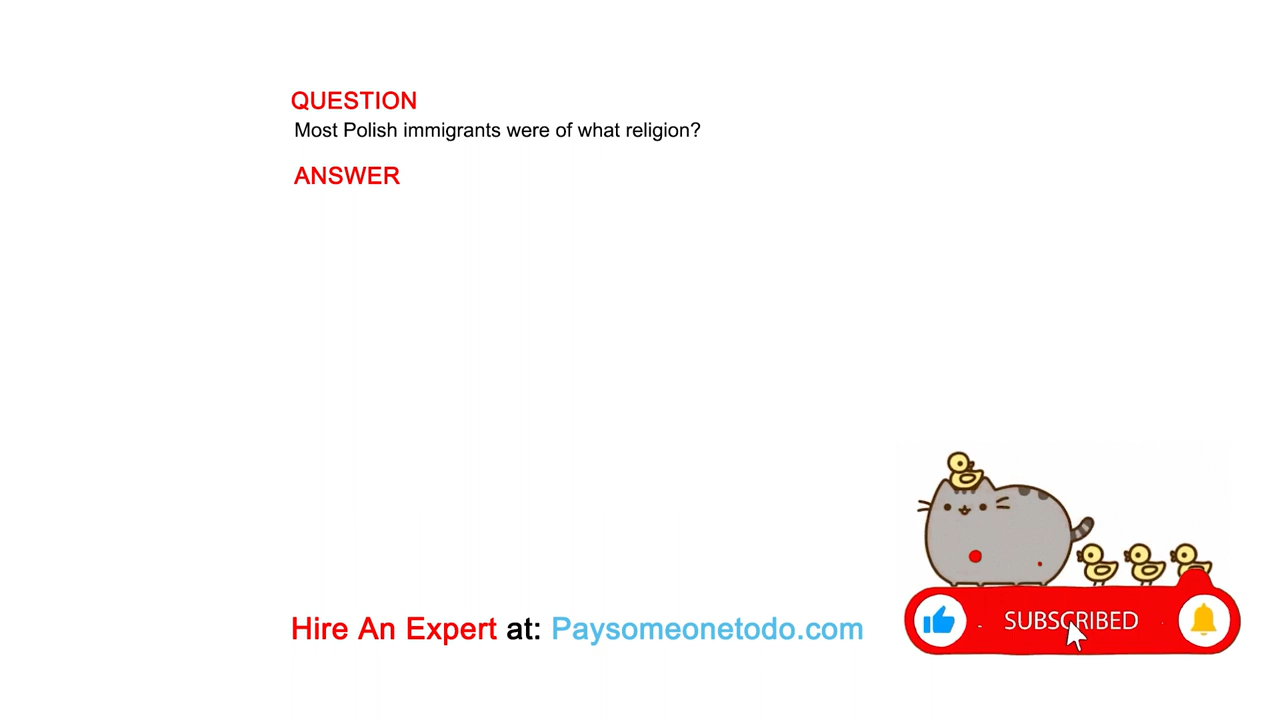 QUESTION
Most Polish immigrants were of what religion?
ANSWER
Hire An Expert at: Paysomeonetodo.com
SUBSCRIBED